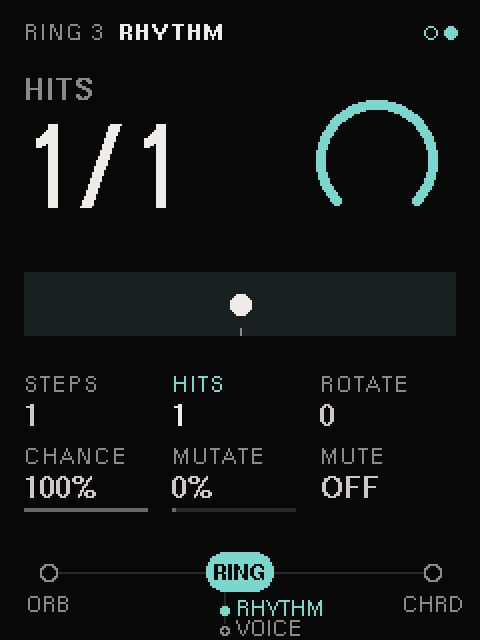 RING 3 RHYTHM
HITS
1/1
STEPS HITS ROTATE
1 1 0
CHANCE MUTATE MUTE
100% 0% OFF
RING
ORB CHRD
RHYTHM
VOICE